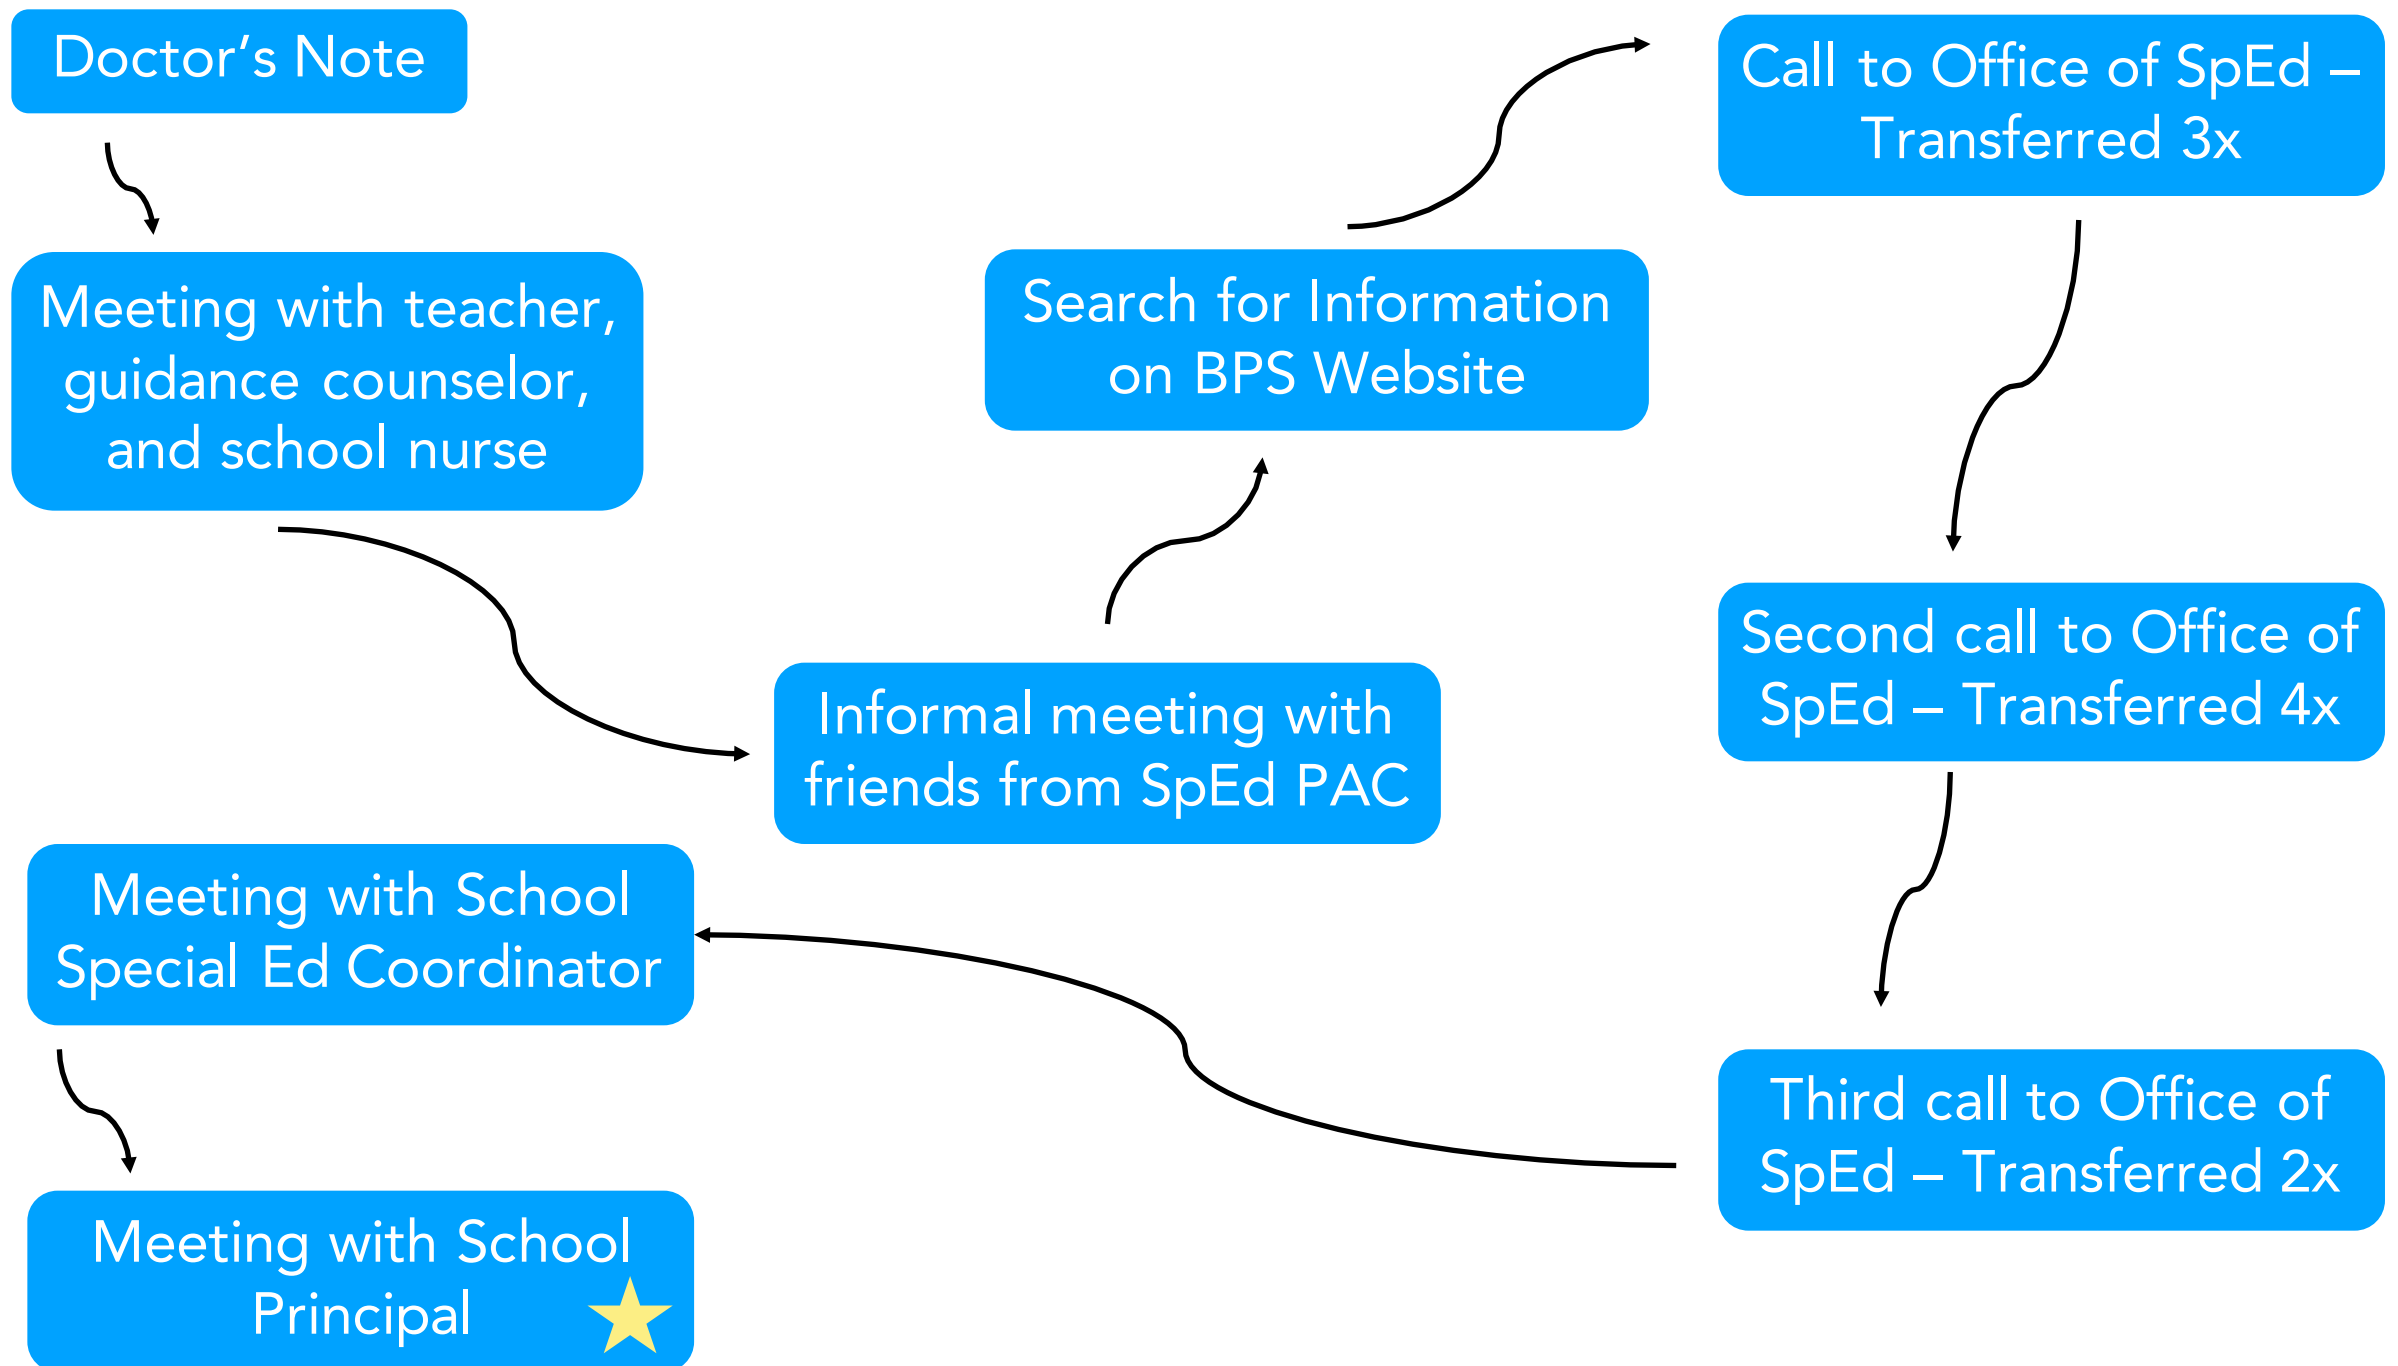 Doctor’s Note
Meeting with teacher,
guidance counselor,
and school nurse
Informal meeting with
friends from SpEd PAC
Search for Information
on BPS Website
Call to Office of SpEd –
Transferred 3x
Second call to Office of
SpEd – Transferred 4x
Third call to Office of
SpEd – Transferred 2x
Meeting with School
Special Ed Coordinator
Meeting with School
Principal